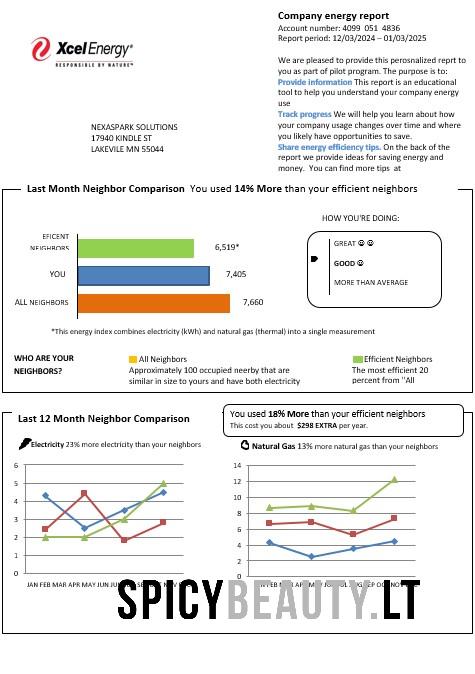 Company energy report
Account number: 4099 051 4836
Report period: 12/03/2024 – 01/03/2025
XcelEnergy®
RESPONSIBLE BY NATURE®
We are pleased to provide this perosnalized reprt to
you as part of pilot program. The purpose is to:
Provide information This report is an educational
tool to help you understand your company energy
use
Track progress We will help you learn about how
your company usage changes over time and where
you likely have opportunities to save.
Share energy efficiency tips. On the back of the
report we provide ideas for saving energy and
money. You can find more tips at
NEXASPARK SOLUTIONS
17940 KINDLE ST
LAKEVILE MN 55044
Last Month Neighbor Comparison You used 14% More than your efficient neighbors
HOW YOU'RE DOING:
EFICENT
NEIGHBORS
6,519*
YOU
7,405
ALL NEIGHBORS
7,660
GREAT ☺ ☺
GOOD ☺
MORE THAN AVERAGE
*This energy index combines electricity (kWh) and natural gas (thermal) into a single measurement
WHO ARE YOUR
NEIGHBORS?
All Neighbors
Approximately 100 occupied neerby that are
similar in size to yours and have both electricity
Efficient Neighbors
The most efficient 20
percent from "All
Last 12 Month Neighbor Comparison
You used 18% More than your efficient neighbors
This cost you about $298 EXTRA per year.
Electricity 23% more electricity than your neighbors
Natural Gas 13% more natural gas than your neighbors
6
5
4
3
2
1
0
JAN FEB MAR APR MAY JUN
14
12
10
8
6
4
2
0
SPICYBEAUTY.LT